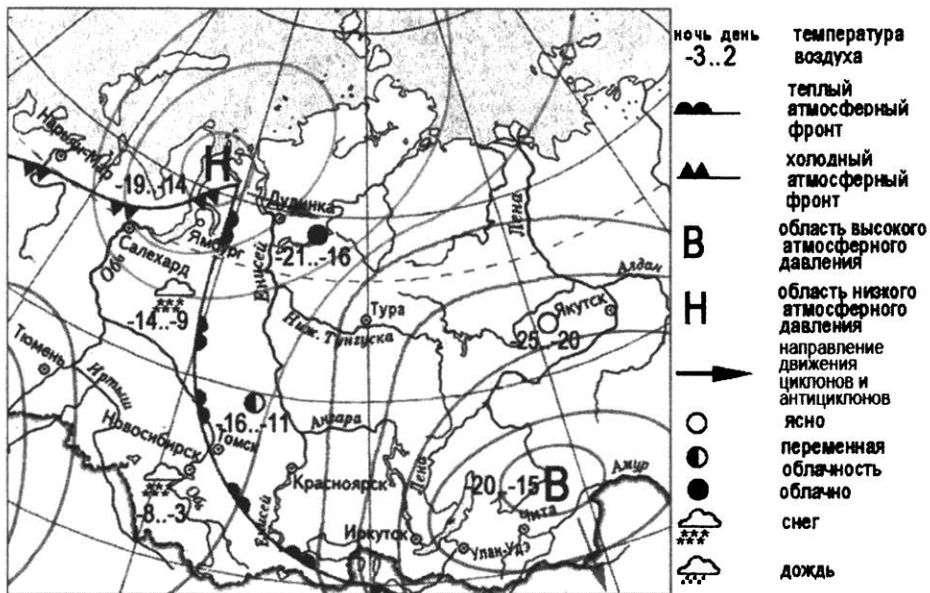 Нарьян-Мар
-19..-14
Н
Дудинка
-21..-16
Салехард
Ямбург
Обь
Енисей
Лена
Алдан
Якутск
-25..-20
-14..-9
Тура
Ниж. Тунгуска
Тюмень
Иртыш
-16..-11
Ангара
Новосибирск
Томск
Обь
-8..-3
Енисей
Красноярск
Лена
-20..-15
В
Амур
Чита
Иркутск
Улан-Удэ
ночь день
-3..2
температура
воздуха
теплый
атмосферный
фронт
холодный
атмосферный
фронт
В
область высокого
атмосферного
давления
Н
область низкого
атмосферного
давления
направление
движения
циклонов и
антициклонов
ясно
переменная
облачность
облачно
снег
дождь